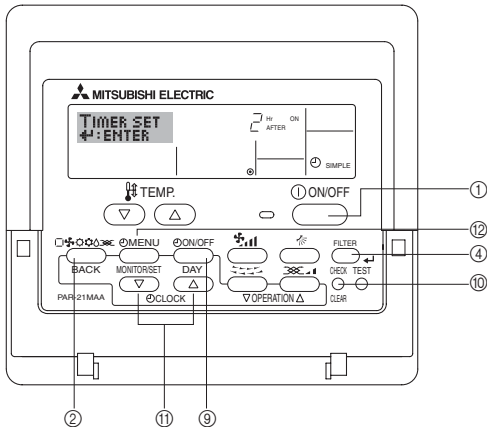 MITSUBISHI ELECTRIC
TIMER SET
↵:ENTER
2 Hr ON
AFTER
SIMPLE
TEMP.
ON/OFF
①
MENU
ON/OFF
FILTER
⑫
④
BACK
MONITOR/SET
DAY
CHECK TEST
⑩
PAR-21MAA
CLOCK
OPERATION
CLEAR
②
⑪
⑨